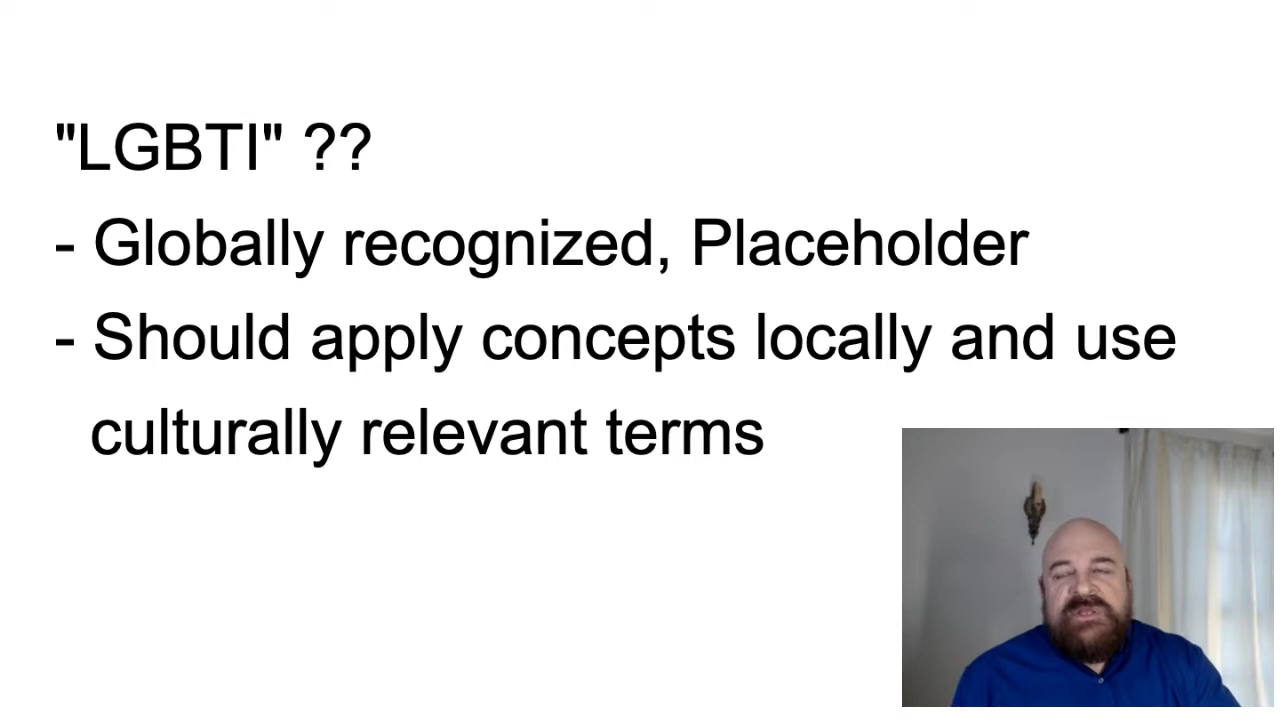 "LGBTI" ??
- Globally recognized, Placeholder
- Should apply concepts locally and use
culturally relevant terms